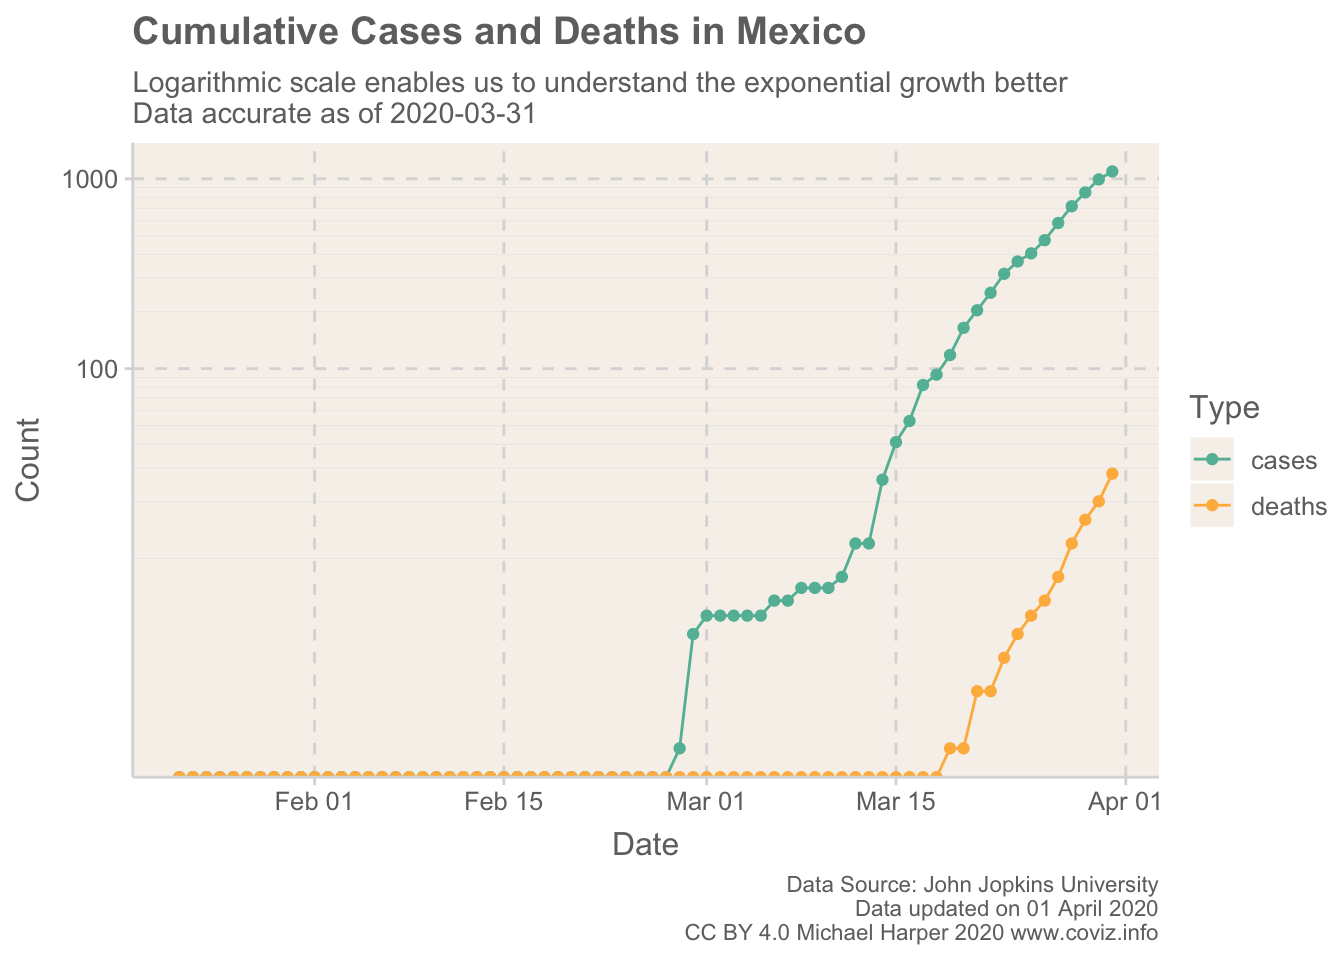 Cumulative Cases and Deaths in Mexico
Logarithmic scale enables us to understand the exponential growth better
Data accurate as of 2020-03-31
1000
100
Count
Feb 01
Feb 15
Mar 01
Mar 15
Apr 01
Date
Type
cases
deaths
Data Source: John Jopkins University
Data updated on 01 April 2020
CC BY 4.0 Michael Harper 2020 www.coviz.info